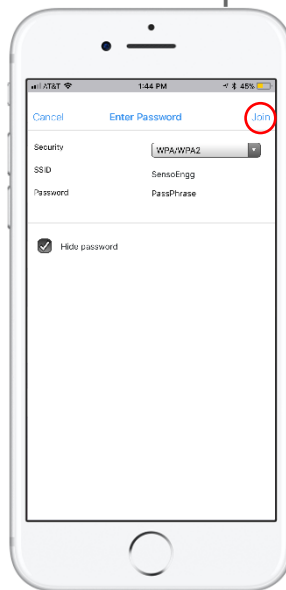 AT&T 1:44 PM 45%
Cancel Enter Password Join
Security WPA/WPA2
SSID SensoEngg
Password PassPhrase
Hide password